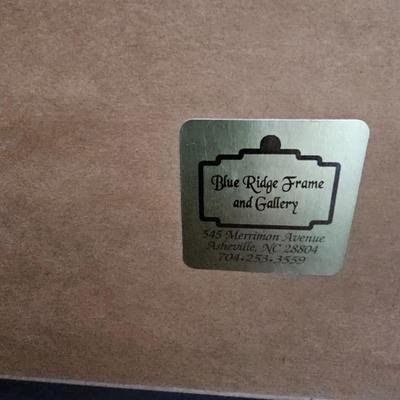 Blue Ridge Frame
and Gallery
545 Merrimon Avenue
Asheville, NC 28804
704·253·3559